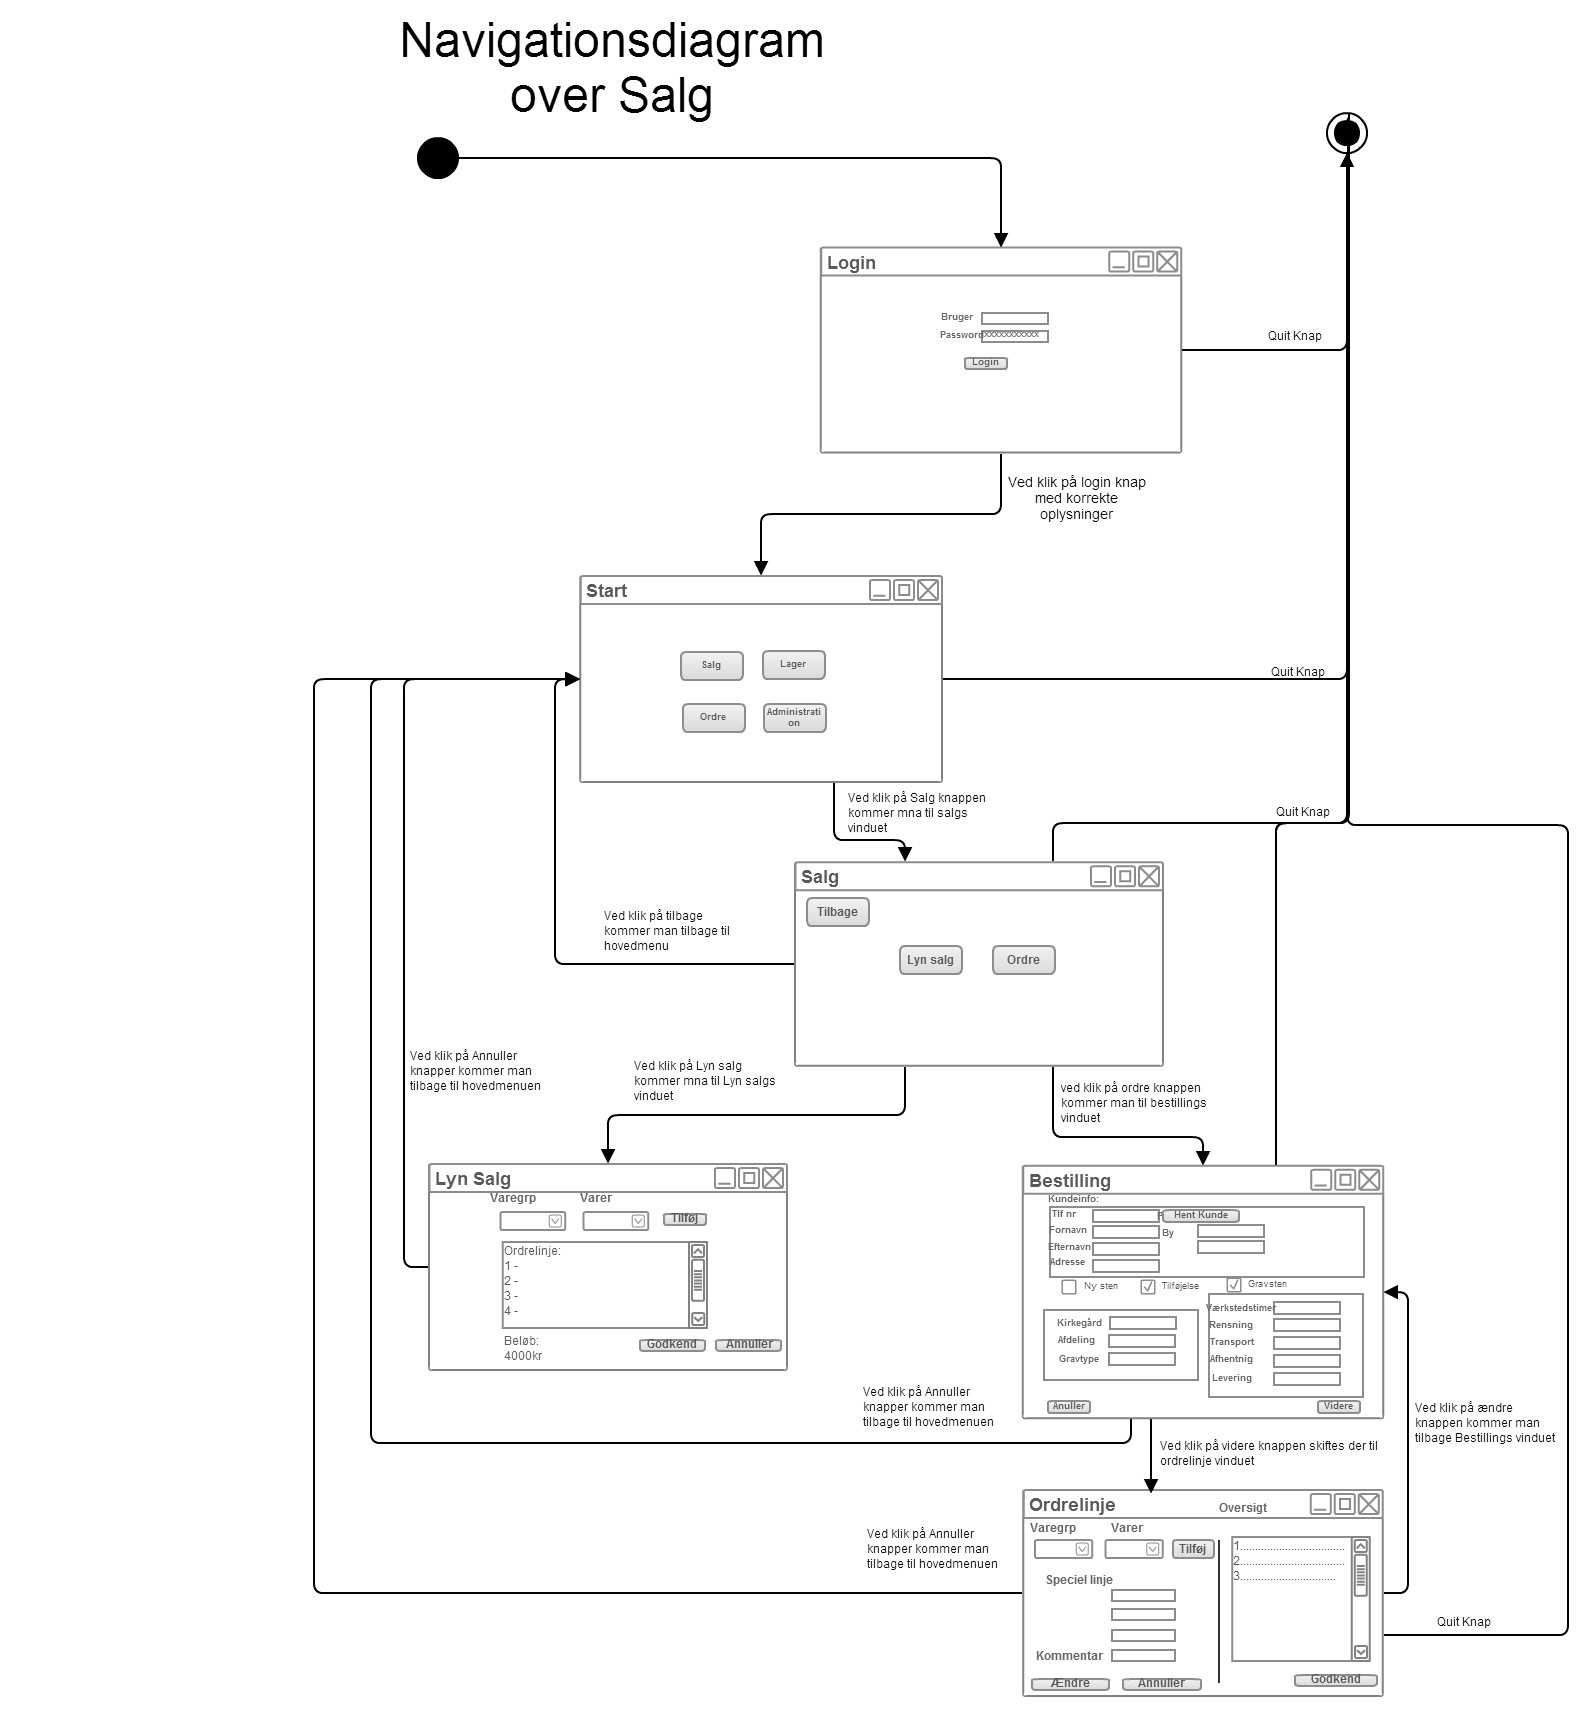 Navigationsdiagram
over Salg
Login
Bruger
Password
xxxxxxxxxxx
Login
Quit Knap
Ved klik på login knap
med korrekte
oplysninger
Start
Salg
Lager
Ordre
Administrati
on
Quit Knap
Ved klik på Salg knappen
kommer mna til salgs
vinduet
Quit Knap
Salg
Tilbage
Lyn salg
Ordre
Ved klik på tilbage
kommer man tilbage til
hovedmenu
Ved klik på Annuller
knapper kommer man
tilbage til hovedmenuen
Ved klik på Lyn salg
kommer mna til Lyn salgs
vinduet
ved klik på ordre knappen
kommer man til bestillings
vinduet
Lyn Salg
Varegrp
Varer
Tilføj
Ordrelinje:
1 -
2 -
3 -
4 -
Beløb:
4000kr
Godkend
Annuller
Bestilling
Kundeinfo:
Tlf nr
Hent Kunde
Fornavn
By
Efternavn
Adresse
Ny sten
Tilføjelse
Gravsten
Kirkegård
Afdeling
Gravtype
Værkstedstimer
Rensning
Transport
Afhentnig
Levering
Anuller
Videre
Ved klik på Annuller
knapper kommer man
tilbage til hovedmenuen
Ved klik på ændre
knappen kommer man
tilbage Bestillings vinduet
Ved klik på videre knappen skiftes der til
ordrelinje vinduet
Ordrelinje
Oversigt
Varegrp
Varer
Tilføj
1...................................
2...................................
3................................
Speciel linje
Kommentar
Ændre
Annuller
Godkend
Ved klik på Annuller
knapper kommer man
tilbage til hovedmenuen
Quit Knap